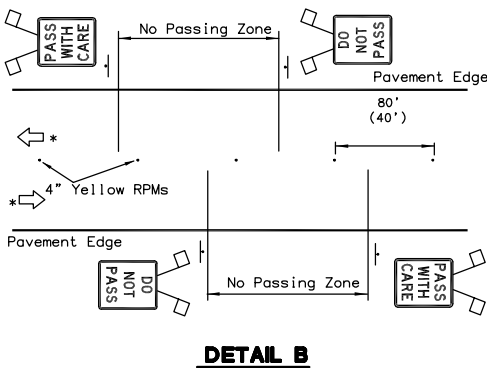 PASS
WITH
CARE
No Passing Zone
DO
NOT
PASS
Pavement Edge
80'
(40')
*
4" Yellow RPMs
*
Pavement Edge
DO
NOT
PASS
No Passing Zone
PASS
WITH
CARE
DETAIL B